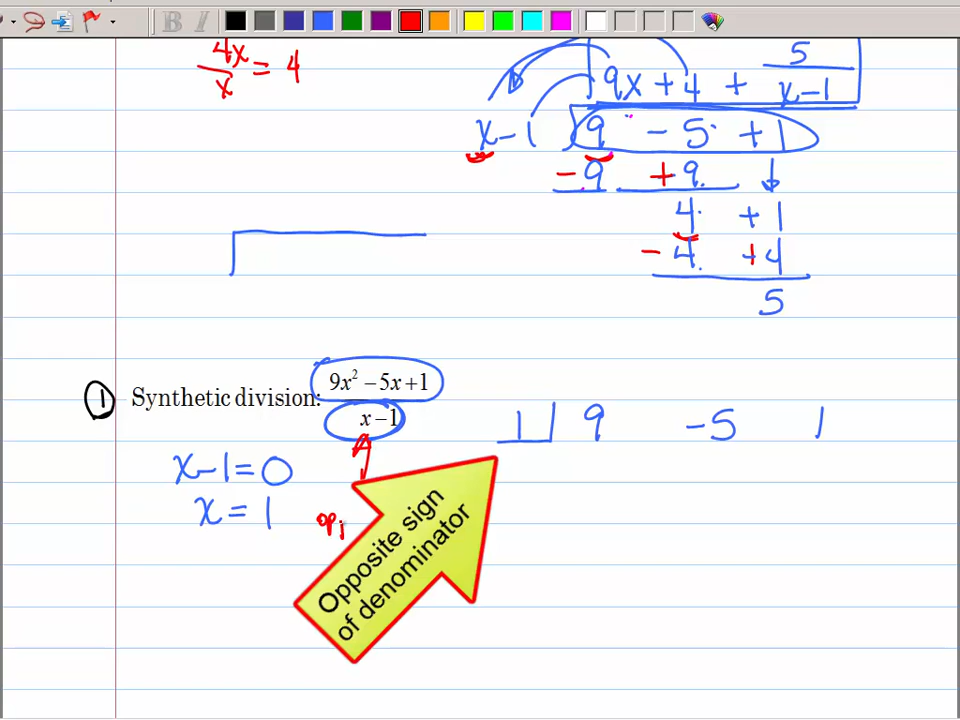 B I U
4x/x = 4
9x + 4 + 5/(x-1)
x-1 9 - 5 + 1
- 9 + 9
4 + 1
- 4 + 4
5
① Synthetic division: (9x² - 5x + 1)/(x - 1)
1 9 -5 1
x-1=0
x = 1
opp
Opposite sign
of denominator